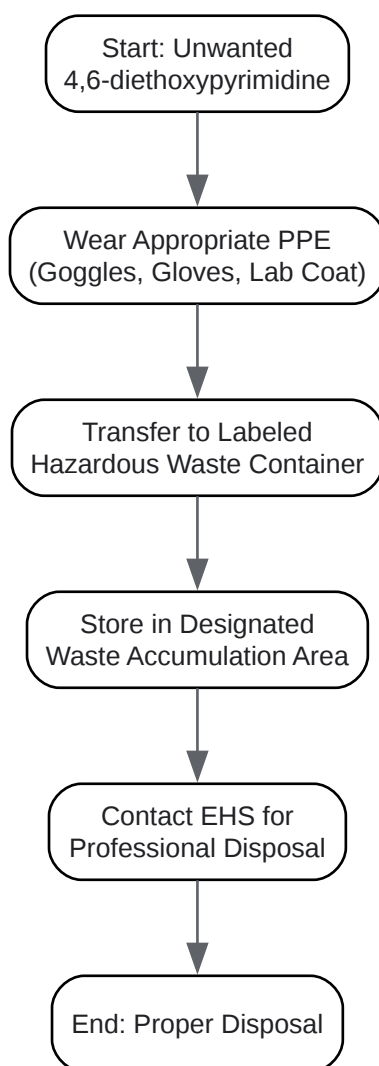 Start: Unwanted
4,6-diethoxypyrimidine
Wear Appropriate PPE
(Goggles, Gloves, Lab Coat)
Transfer to Labeled
Hazardous Waste Container
Store in Designated
Waste Accumulation Area
Contact EHS for
Professional Disposal
End: Proper Disposal